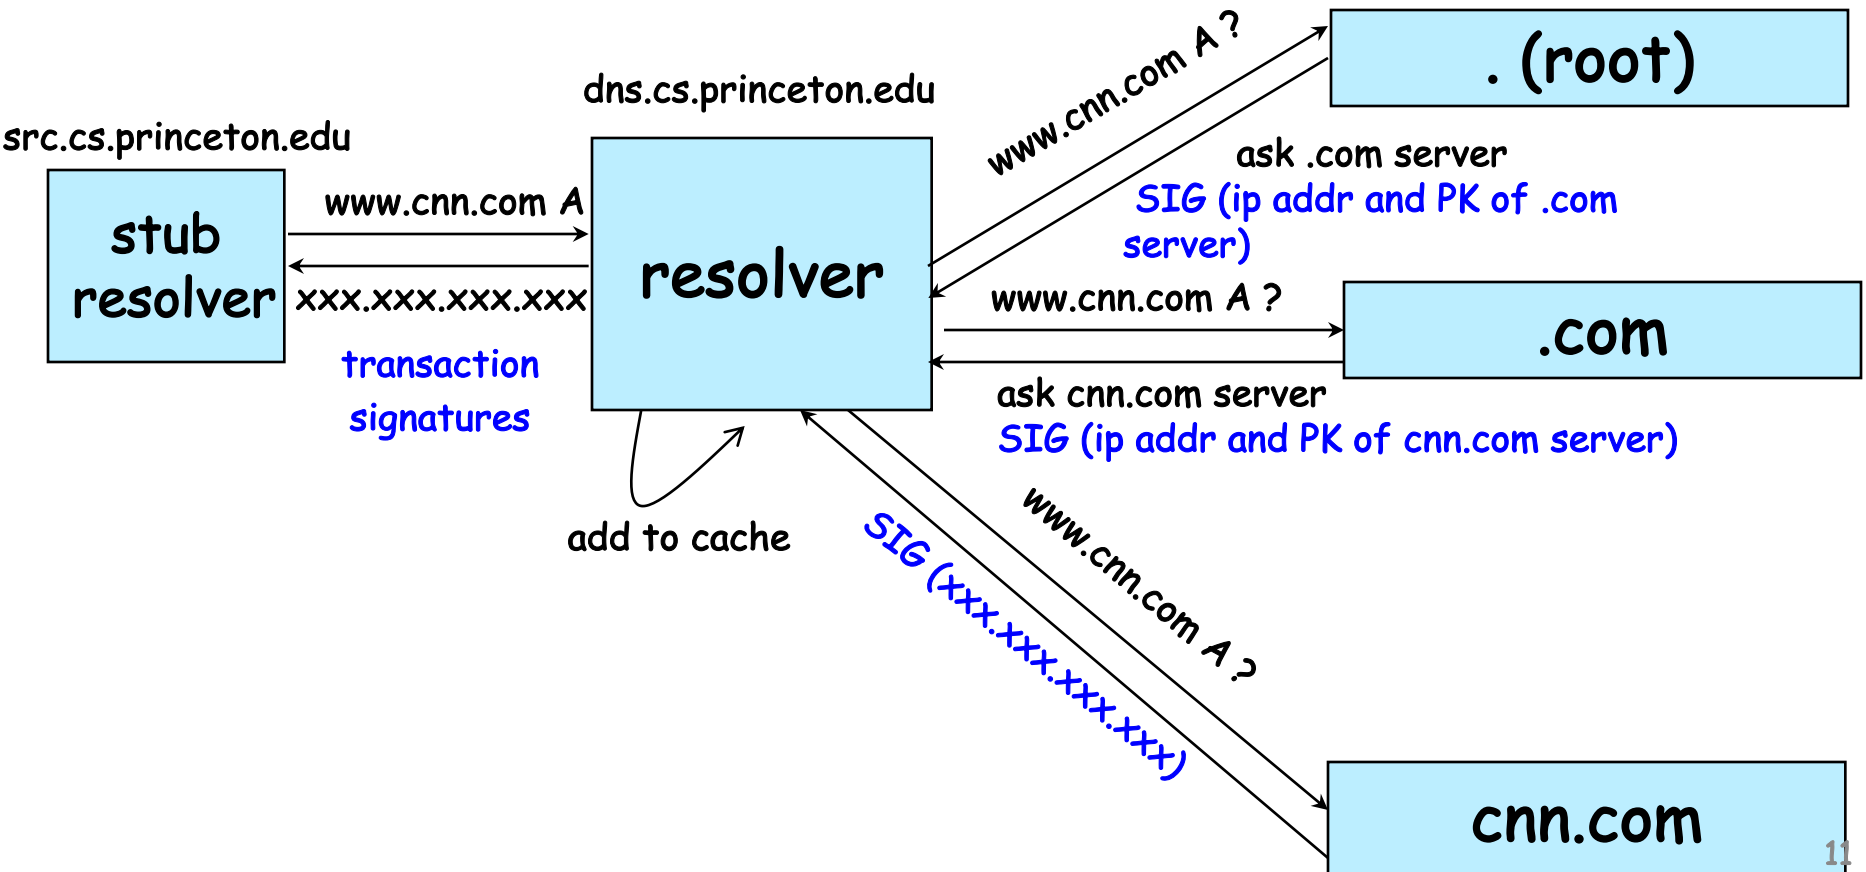 src.cs.princeton.edu
stub
resolver
www.cnn.com A
xxx.xxx.xxx.xxx
transaction
signatures
dns.cs.princeton.edu
resolver
add to cache
www.cnn.com A ?
. (root)
ask .com server
SIG (ip addr and PK of .com
server)
www.cnn.com A ?
.com
ask cnn.com server
SIG (ip addr and PK of cnn.com server)
www.cnn.com A ?
SIG (xxx.xxx.xxx.xxx)
cnn.com
11